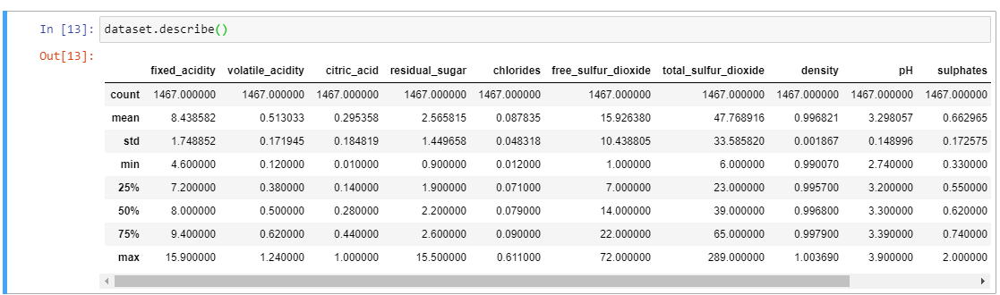 In [13]: dataset.describe()
Out[13]:
fixed_acidity volatile_acidity citric_acid residual_sugar chlorides free_sulfur_dioxide total_sulfur_dioxide density pH sulphates
count 1467.000000 1467.000000 1467.000000 1467.000000 1467.000000 1467.000000 1467.000000 1467.000000 1467.000000 1467.000000
mean 8.438582 0.513033 0.295358 2.565815 0.087835 15.926380 47.768916 0.996821 3.298057 0.662965
std 1.748852 0.171945 0.184819 1.449658 0.048318 10.438805 33.585820 0.001867 0.148996 0.172575
min 4.600000 0.120000 0.010000 0.900000 0.012000 1.000000 6.000000 0.990070 2.740000 0.330000
25% 7.200000 0.380000 0.140000 1.900000 0.071000 7.000000 23.000000 0.995700 3.200000 0.550000
50% 8.000000 0.500000 0.280000 2.200000 0.079000 14.000000 39.000000 0.996800 3.300000 0.620000
75% 9.400000 0.620000 0.440000 2.600000 0.090000 22.000000 65.000000 0.997900 3.390000 0.740000
max 15.900000 1.240000 1.000000 15.500000 0.611000 72.000000 289.000000 1.003690 3.900000 2.000000